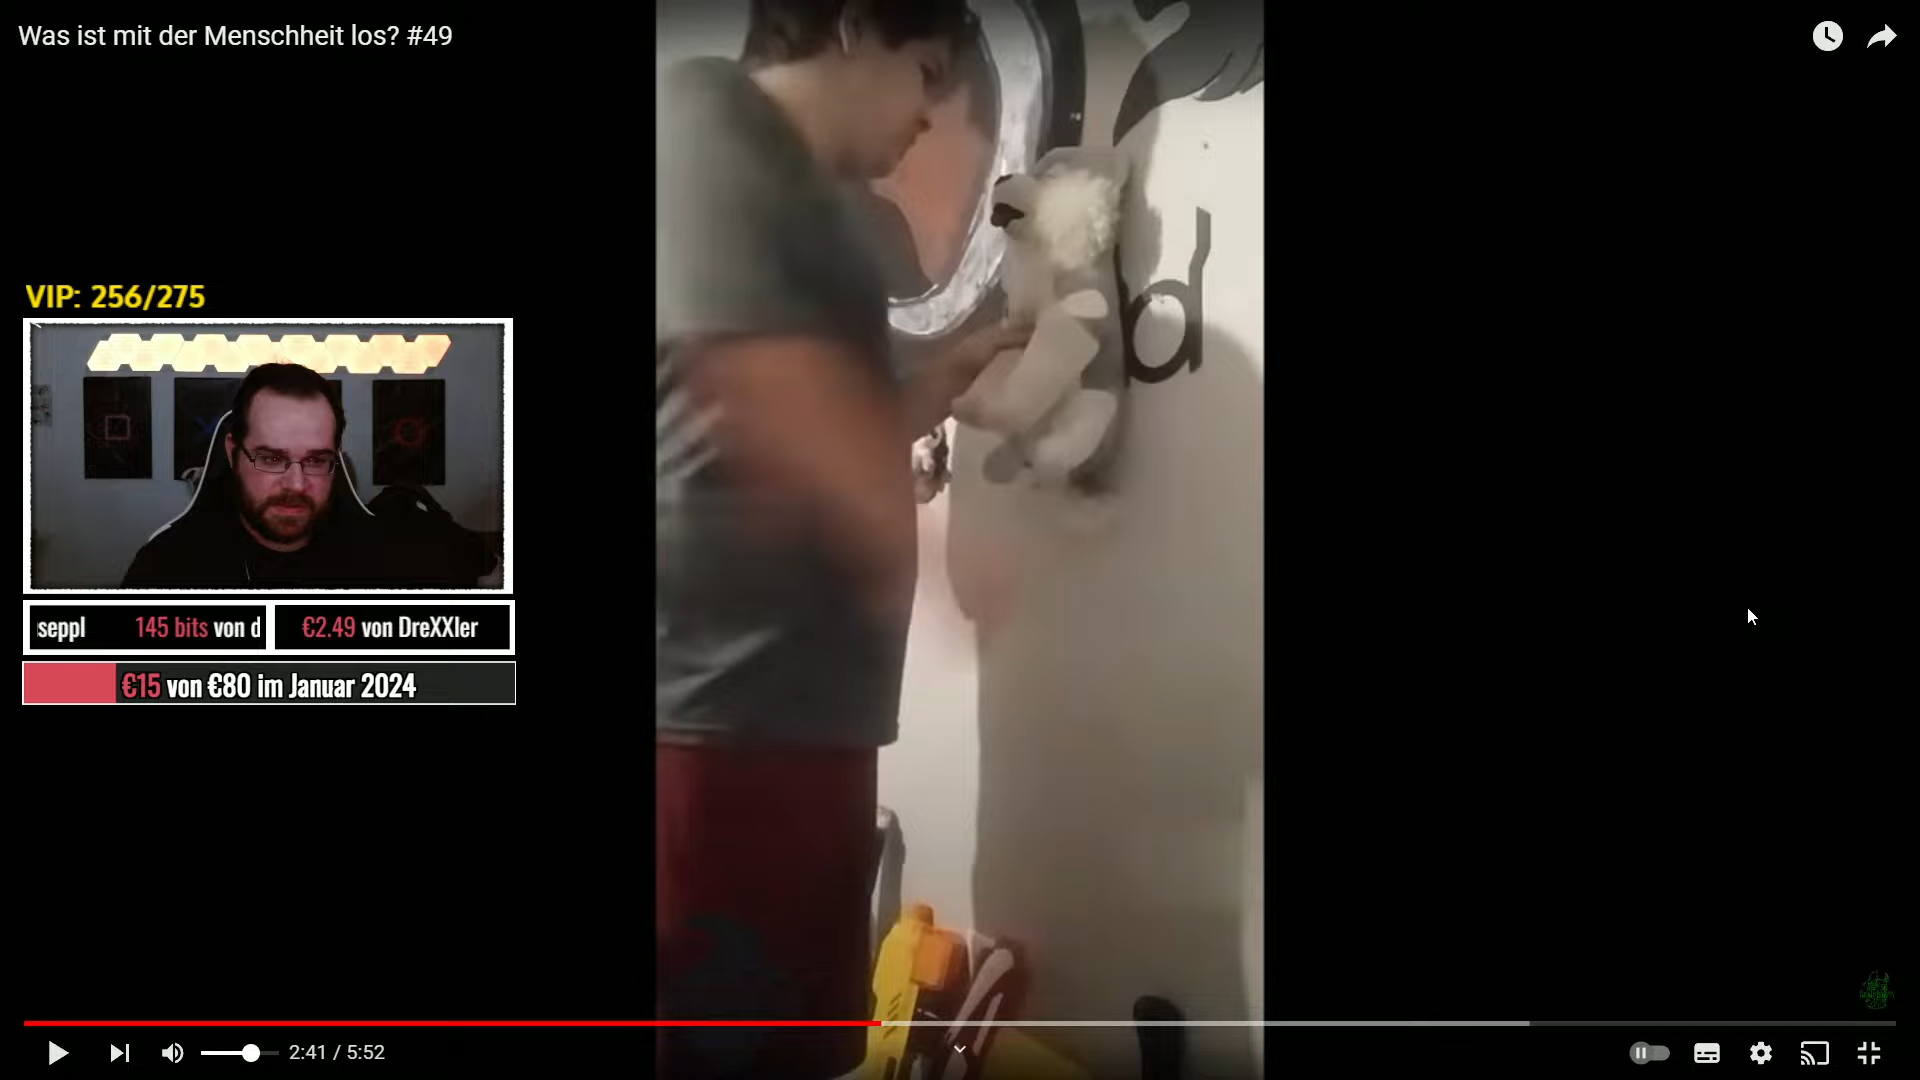 Was ist mit der Menschheit los? #49
VIP: 256/275
seppl 145 bits von d
€2.49 von DreXXler
€15 von €80 im Januar 2024
d
2:41 / 5:52